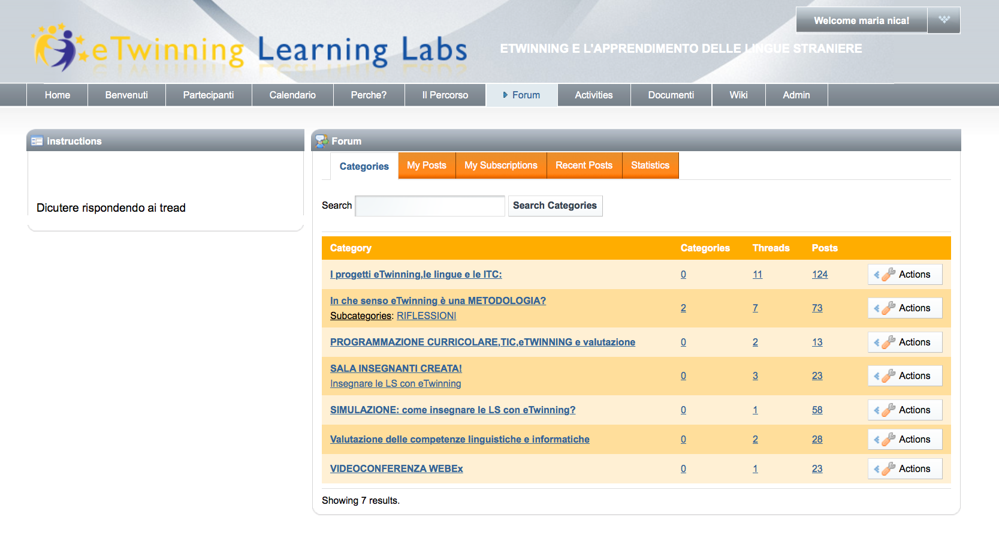 Welcome maria nica!
eTwinning Learning Labs
ETWINNING E L'APPRENDIMENTO DELLE LINGUE STRANIERE
Home Benvenuti Partecipanti Calendario Perche? Il Percorso Forum Activities Documenti Wiki Admin
instructions
Dicutere rispondendo ai tread
Forum
Categories My Posts My Subscriptions Recent Posts Statistics
Search Search Categories
Category Categories Threads Posts
I progetti eTwinning,le lingue e le ITC: 0 11 124 Actions
In che senso eTwinning è una METODOLOGIA? 2 7 73 Actions
Subcategories: RIFLESSIONI
PROGRAMMAZIONE CURRICOLARE,TIC,eTWINNING e valutazione 0 2 13 Actions
SALA INSEGNANTI CREATA! 0 3 23 Actions
Insegnare le LS con eTwinning
SIMULAZIONE: come insegnare le LS con eTwinning? 0 1 58 Actions
Valutazione delle competenze linguistiche e informatiche 0 2 28 Actions
VIDEOCONFERENZA WEBEx 0 1 23 Actions
Showing 7 results.